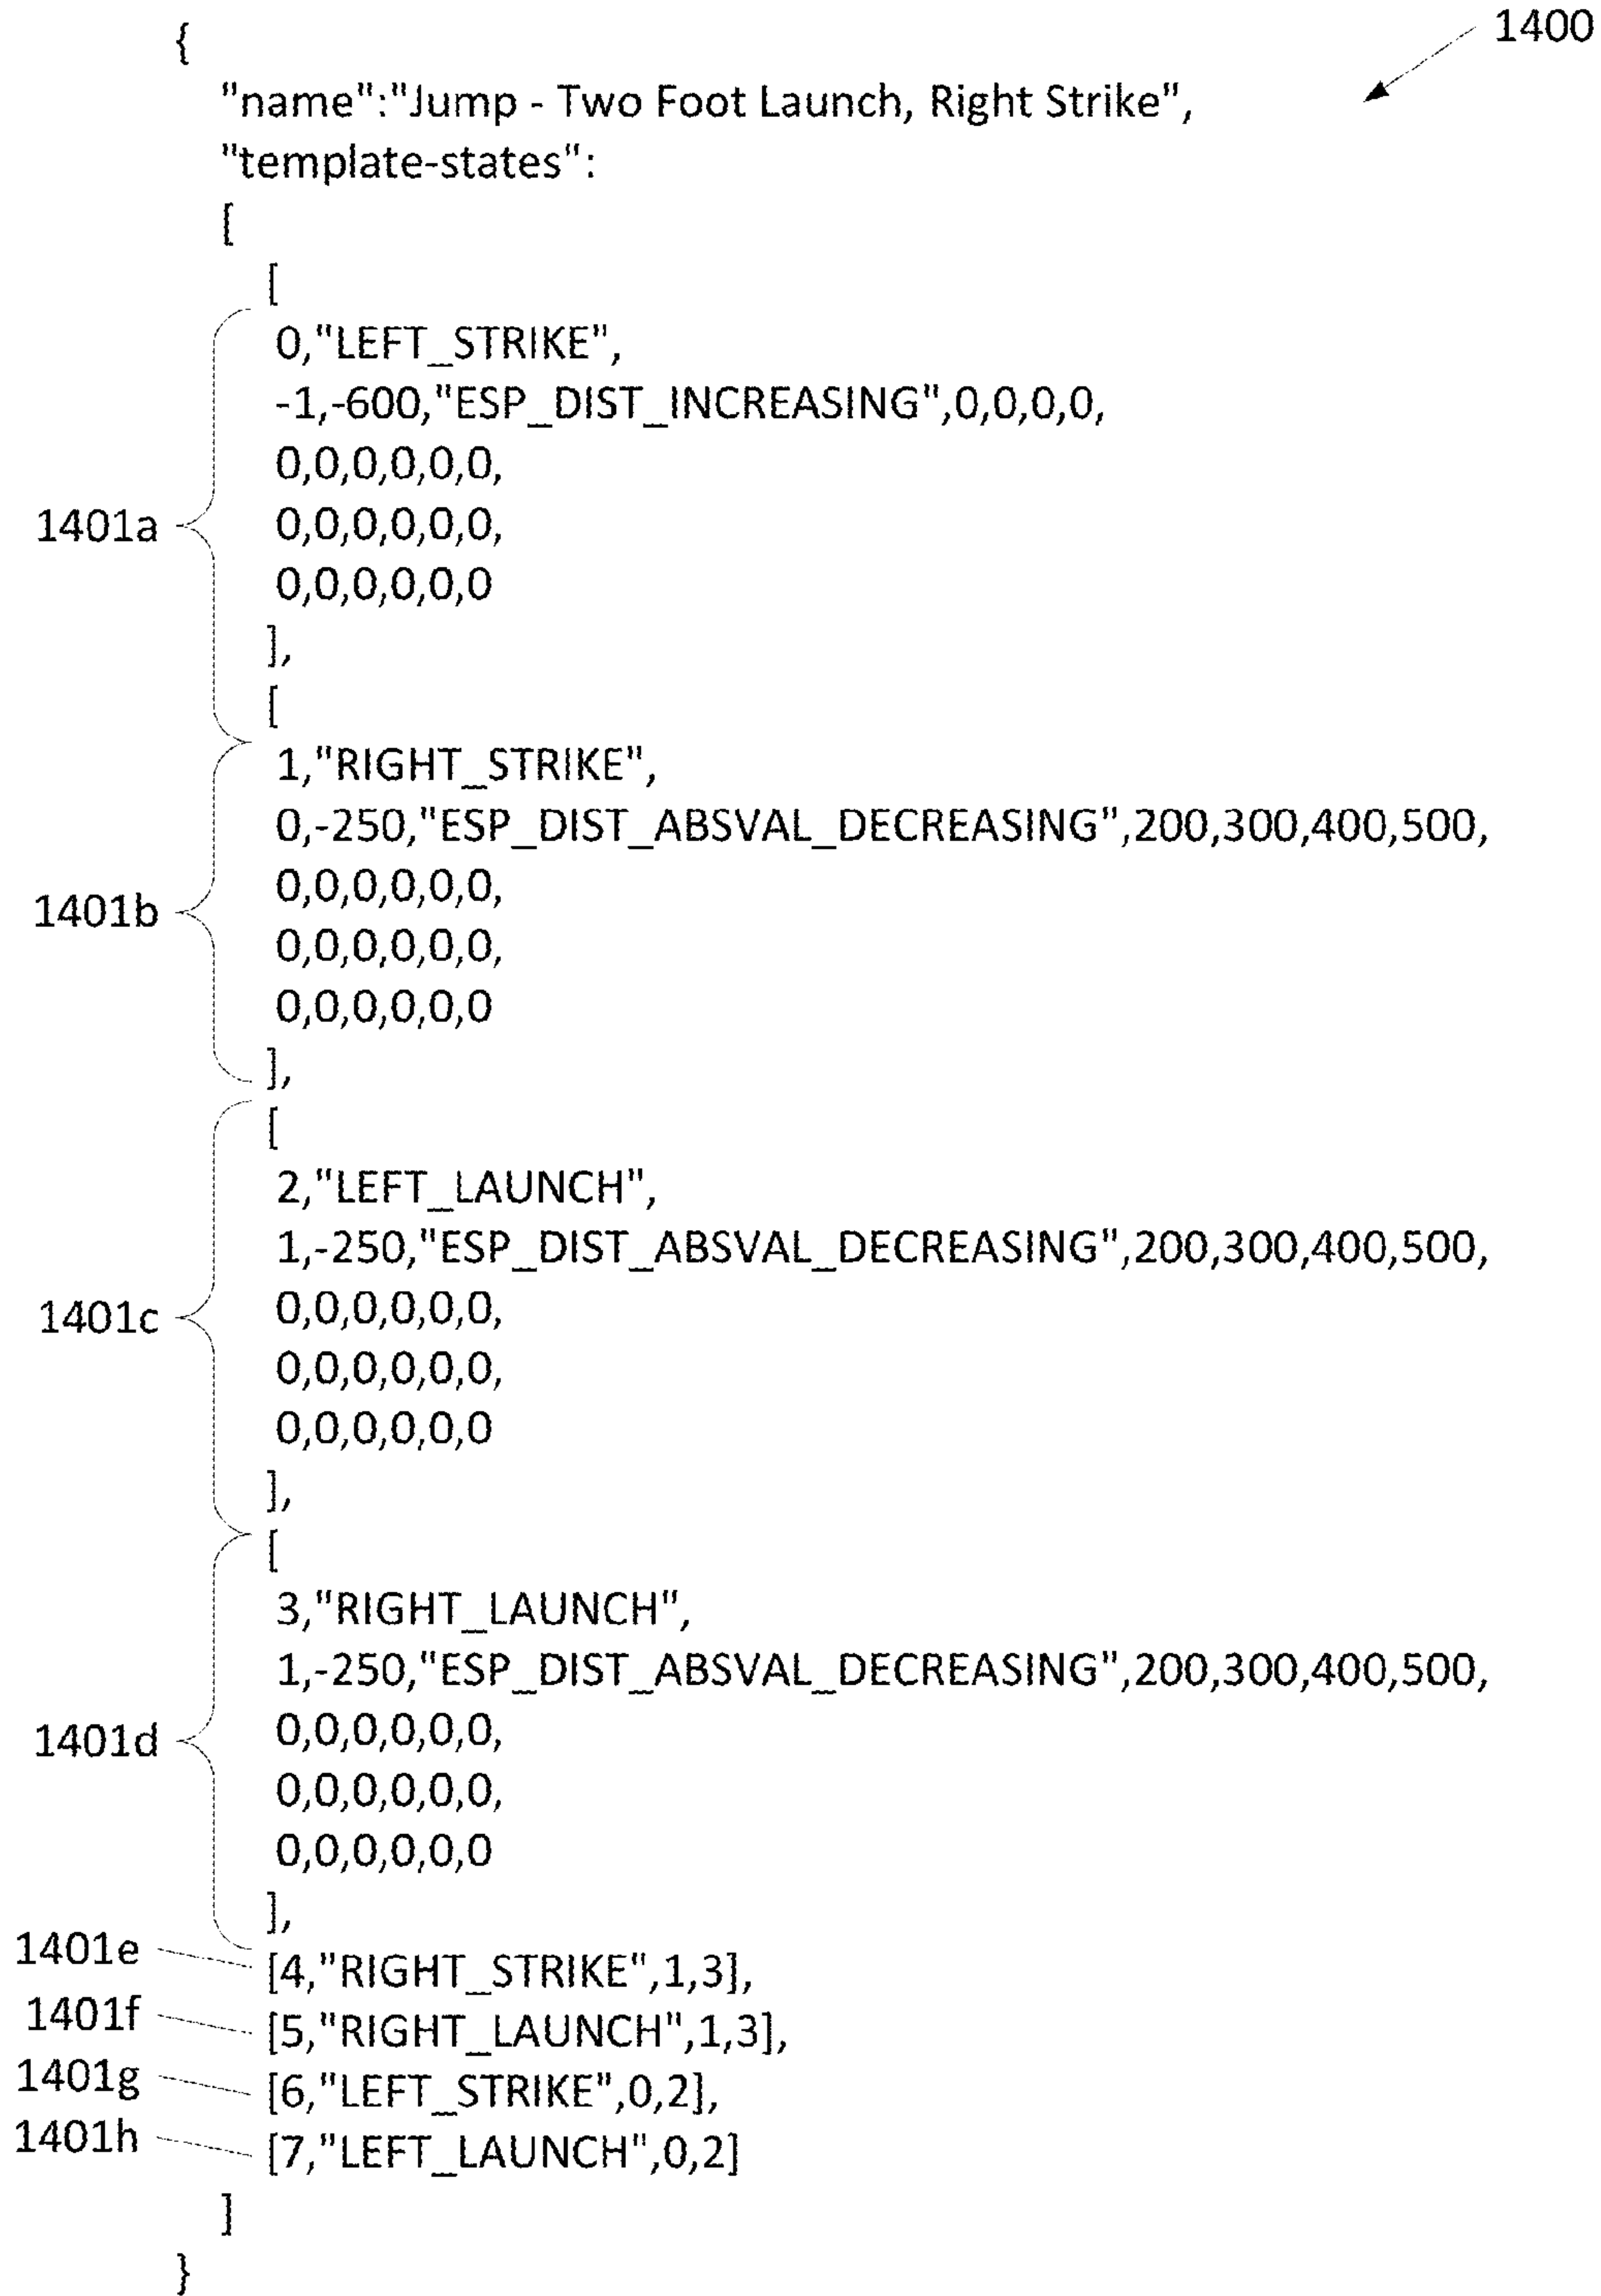 1400
{
"name":"Jump - Two Foot Launch, Right Strike",
"template-states":
[
[
0,"LEFT_STRIKE",
-1,-600,"ESP_DIST_INCREASING",0,0,0,0,
0,0,0,0,0,0,
1401a
0,0,0,0,0,0,
0,0,0,0,0,0
],
[
1,"RIGHT_STRIKE",
0,-250,"ESP_DIST_ABSVAL_DECREASING",200,300,400,500,
0,0,0,0,0,0,
1401b
0,0,0,0,0,0,
0,0,0,0,0,0
],
[
2,"LEFT_LAUNCH",
1,-250,"ESP_DIST_ABSVAL_DECREASING",200,300,400,500,
0,0,0,0,0,0,
1401c
0,0,0,0,0,0,
0,0,0,0,0,0
],
[
3,"RIGHT_LAUNCH",
1,-250,"ESP_DIST_ABSVAL_DECREASING",200,300,400,500,
0,0,0,0,0,0,
1401d
0,0,0,0,0,0,
0,0,0,0,0,0
],
1401e [4,"RIGHT_STRIKE",1,3],
1401f [5,"RIGHT_LAUNCH",1,3],
1401g [6,"LEFT_STRIKE",0,2],
1401h [7,"LEFT_LAUNCH",0,2]
]
}